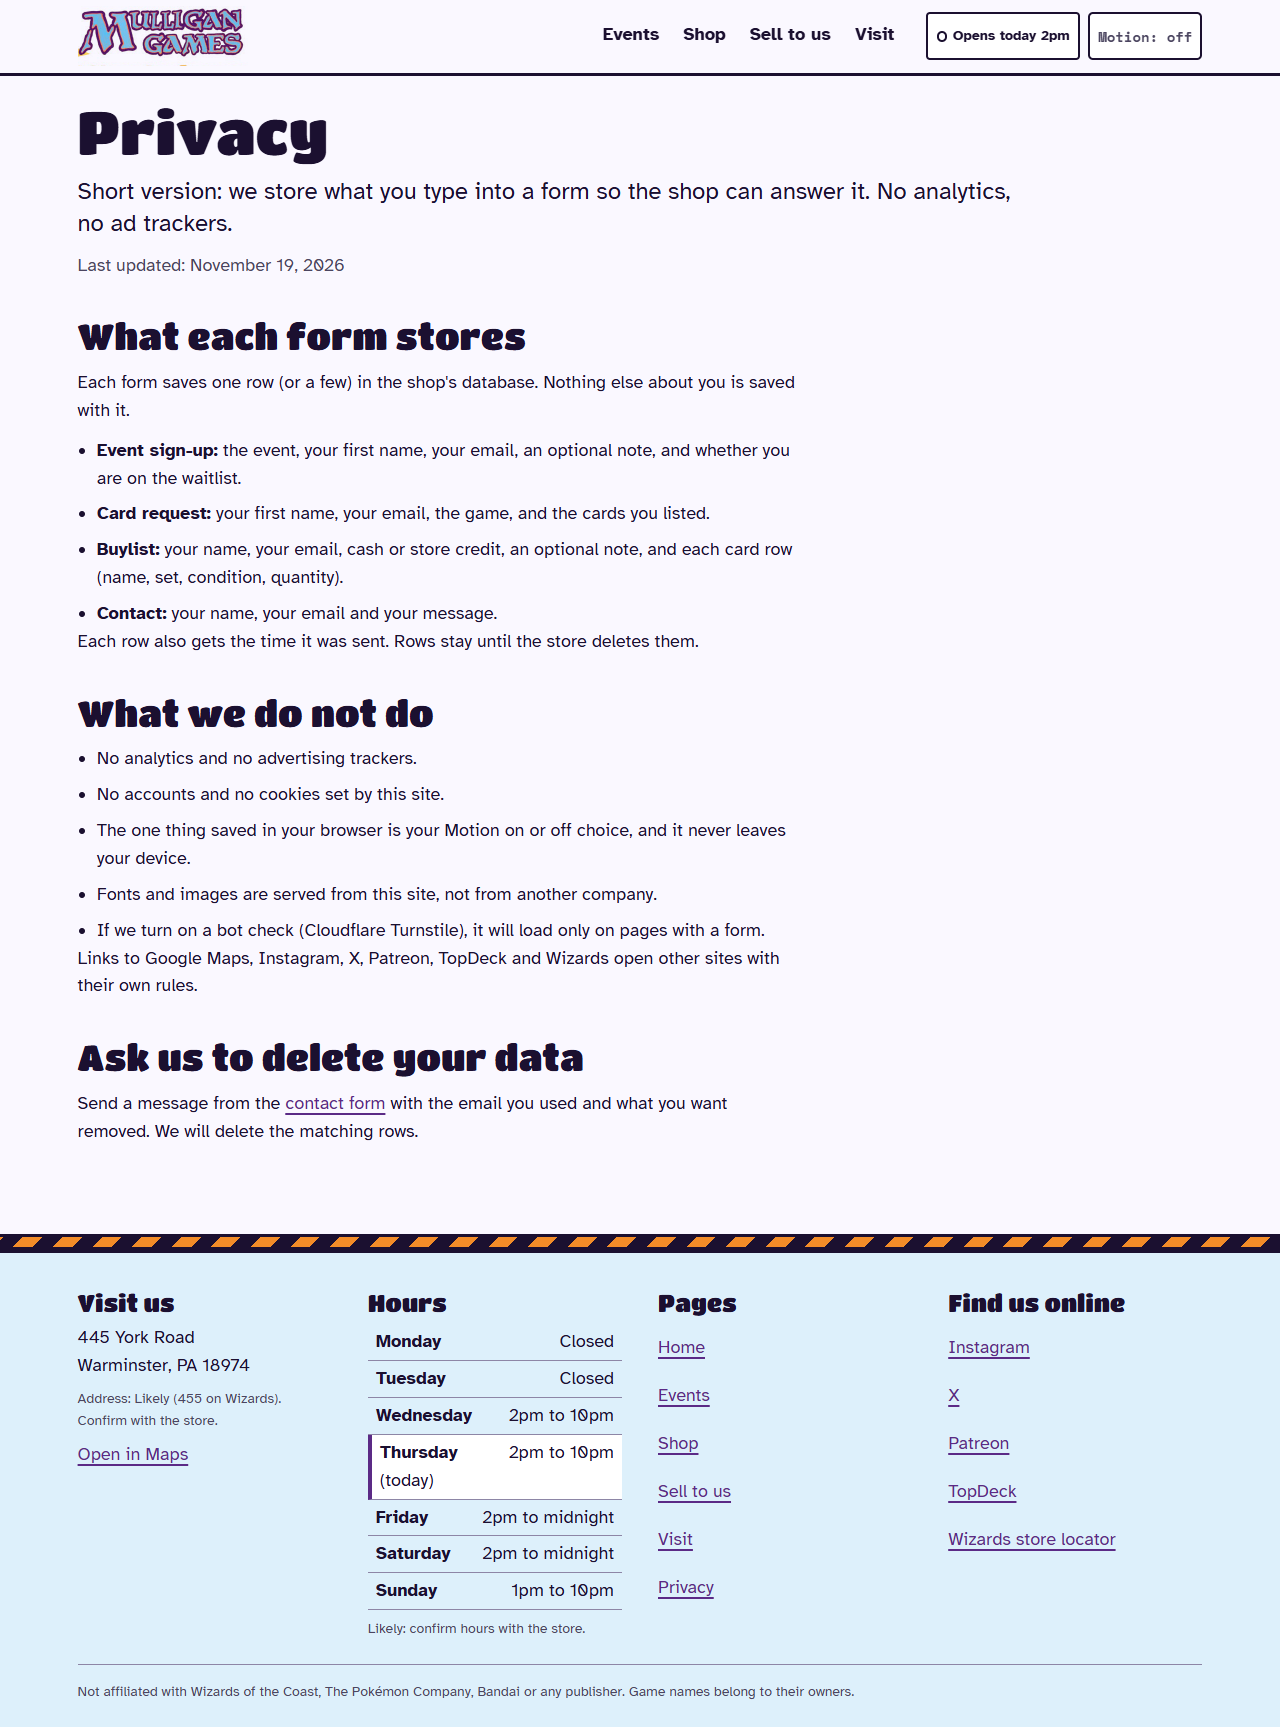 MULLIGAN
GAMES
Events
Shop
Sell to us
Visit
Opens today 2pm
Motion: off
Privacy
Short version: we store what you type into a form so the shop can answer it. No analytics,
no ad trackers.
Last updated: November 19, 2026
What each form stores
Each form saves one row (or a few) in the shop's database. Nothing else about you is saved
with it.
• Event sign-up: the event, your first name, your email, an optional note, and whether you
are on the waitlist.
• Card request: your first name, your email, the game, and the cards you listed.
• Buylist: your name, your email, cash or store credit, an optional note, and each card row
(name, set, condition, quantity).
• Contact: your name, your email and your message.
Each row also gets the time it was sent. Rows stay until the store deletes them.
What we do not do
• No analytics and no advertising trackers.
• No accounts and no cookies set by this site.
• The one thing saved in your browser is your Motion on or off choice, and it never leaves
your device.
• Fonts and images are served from this site, not from another company.
• If we turn on a bot check (Cloudflare Turnstile), it will load only on pages with a form.
Links to Google Maps, Instagram, X, Patreon, TopDeck and Wizards open other sites with
their own rules.
Ask us to delete your data
Send a message from the contact form with the email you used and what you want
removed. We will delete the matching rows.
Visit us
445 York Road
Warminster, PA 18974
Address: Likely (455 on Wizards).
Confirm with the store.
Open in Maps
Hours
Monday Closed
Tuesday Closed
Wednesday 2pm to 10pm
Thursday 2pm to 10pm
(today)
Friday 2pm to midnight
Saturday 2pm to midnight
Sunday 1pm to 10pm
Likely: confirm hours with the store.
Pages
Home
Events
Shop
Sell to us
Visit
Privacy
Find us online
Instagram
X
Patreon
TopDeck
Wizards store locator
Not affiliated with Wizards of the Coast, The Pokémon Company, Bandai or any publisher. Game names belong to their owners.